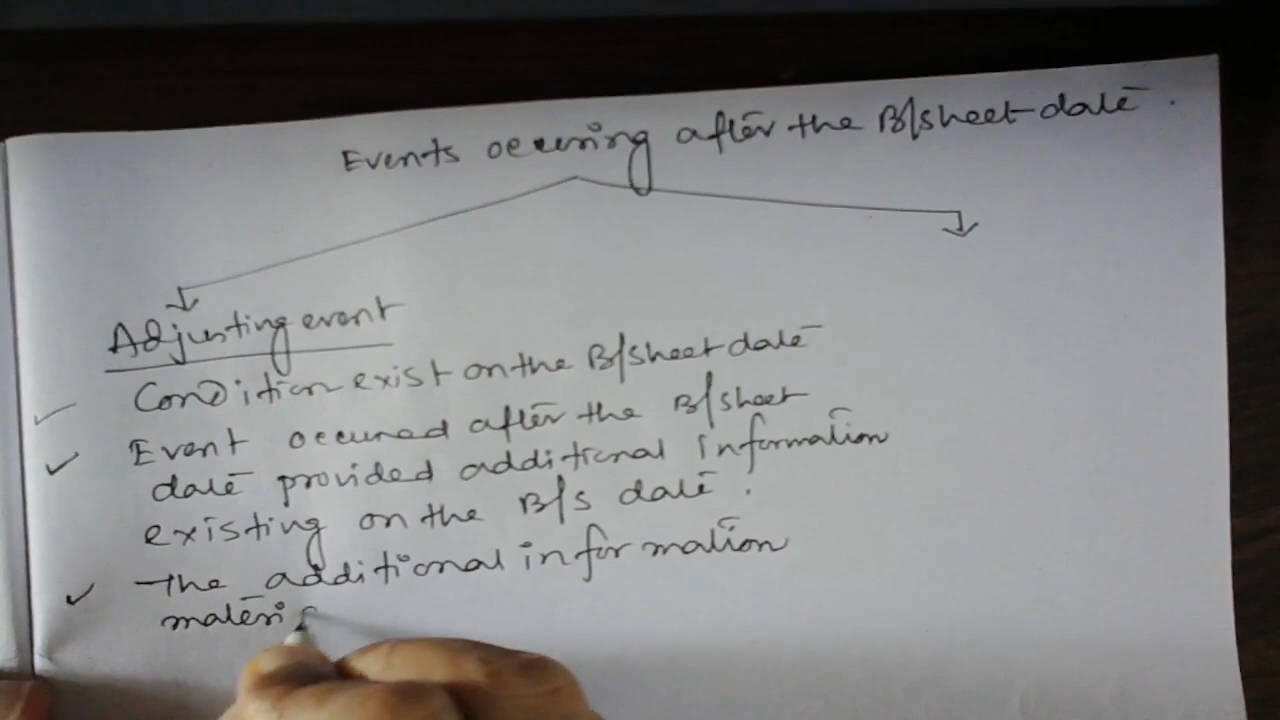 Events occuring after the B/sheet date.
Adjusting event
Condition exist on the B/sheet date
Event occured after the B/sheet
date provided additional information
existing on the B/s date.
The additional information
materi